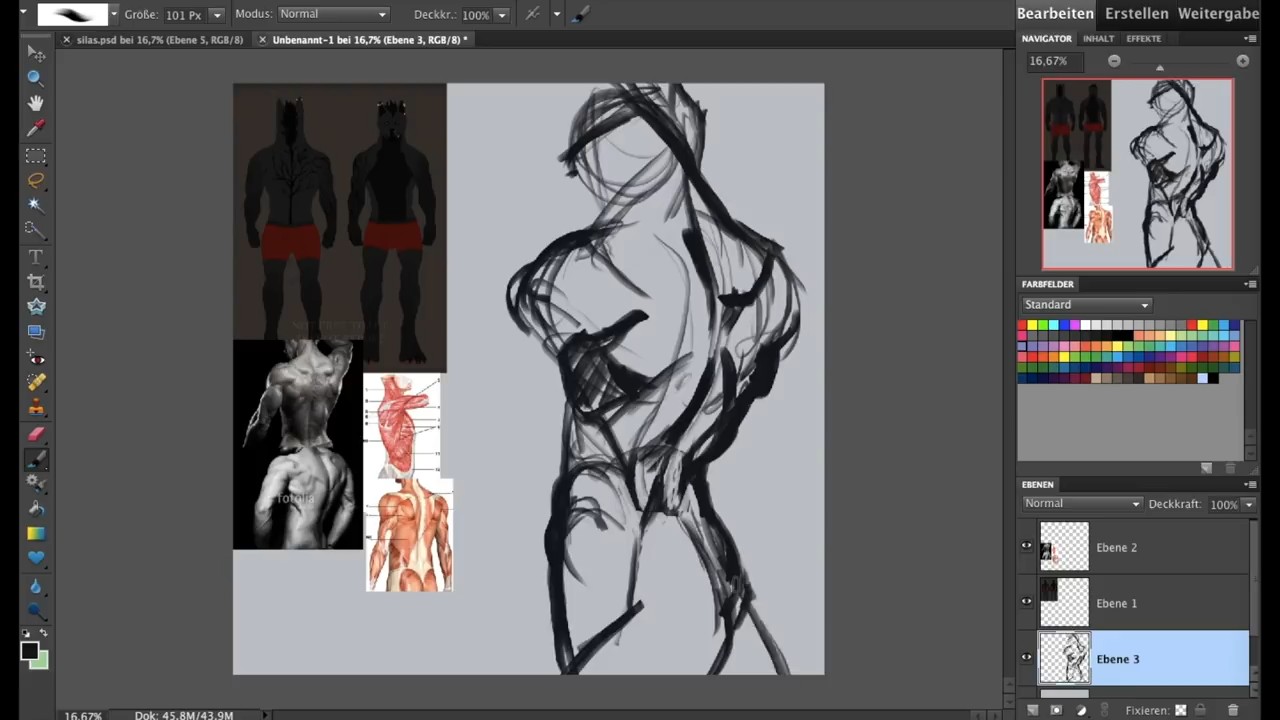 Größe: 101 Px Modus: Normal Deckkr.: 100%
Bearbeiten Erstellen Weitergabe
silas.psd bei 16,7% (Ebene 5, RGB/8)
Unbenannt-1 bei 16,7% (Ebene 3, RGB/8) *
NAVIGATOR INHALT EFFEKTE
16,67%
FARBFELDER
Standard
fotolia
EBENEN
Normal Deckkraft: 100%
Ebene 2
Ebene 1
Ebene 3
Fixieren:
16,67% Dok: 45,8M/43,9M